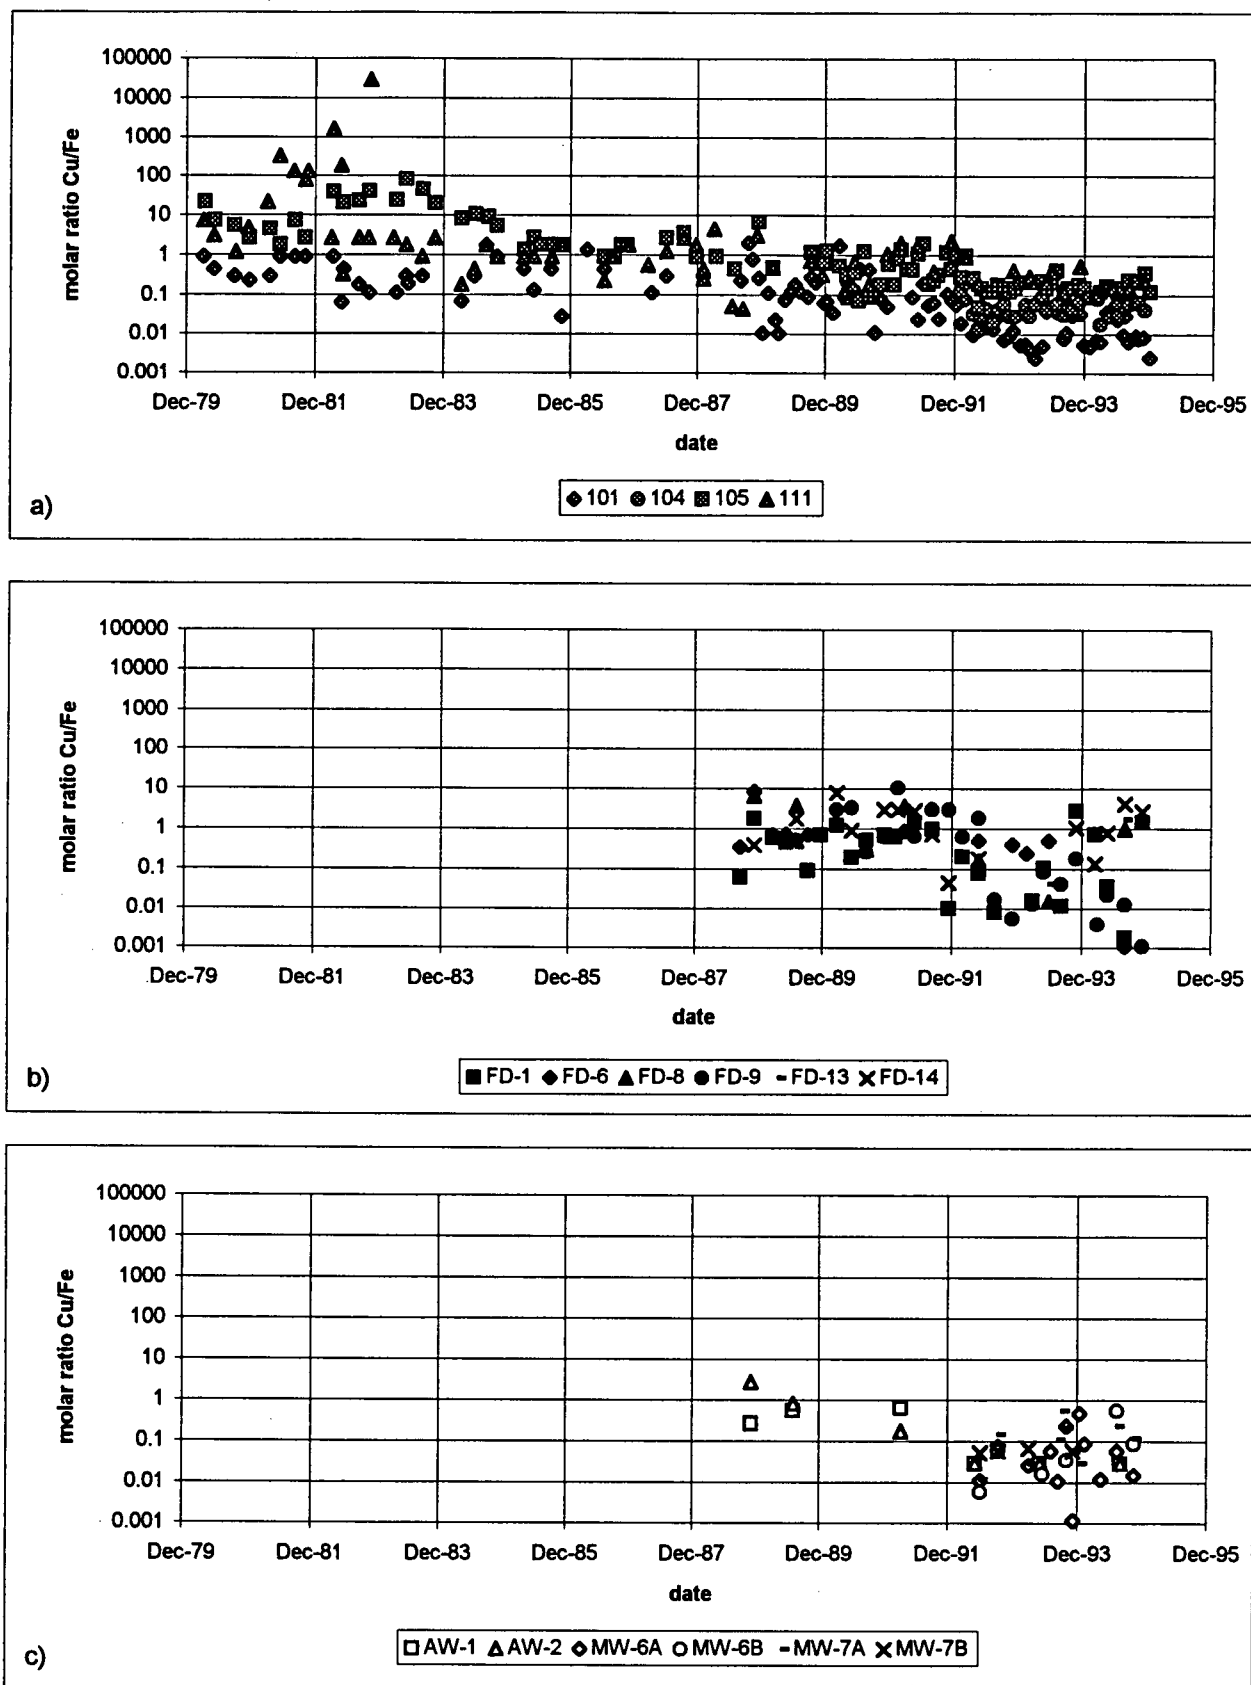 100000
10000
1000
100
10
1
0.1
0.01
0.001
molar ratio Cu/Fe
Dec-79 Dec-81 Dec-83 Dec-85 Dec-87 Dec-89 Dec-91 Dec-93 Dec-95
date
101 104 105 111
a)
100000
10000
1000
100
10
1
0.1
0.01
0.001
molar ratio Cu/Fe
Dec-79 Dec-81 Dec-83 Dec-85 Dec-87 Dec-89 Dec-91 Dec-93 Dec-95
date
FD-1 FD-6 FD-8 FD-9 FD-13 FD-14
b)
100000
10000
1000
100
10
1
0.1
0.01
0.001
molar ratio Cu/Fe
Dec-79 Dec-81 Dec-83 Dec-85 Dec-87 Dec-89 Dec-91 Dec-93 Dec-95
date
AW-1 AW-2 MW-6A MW-6B MW-7A MW-7B
c)